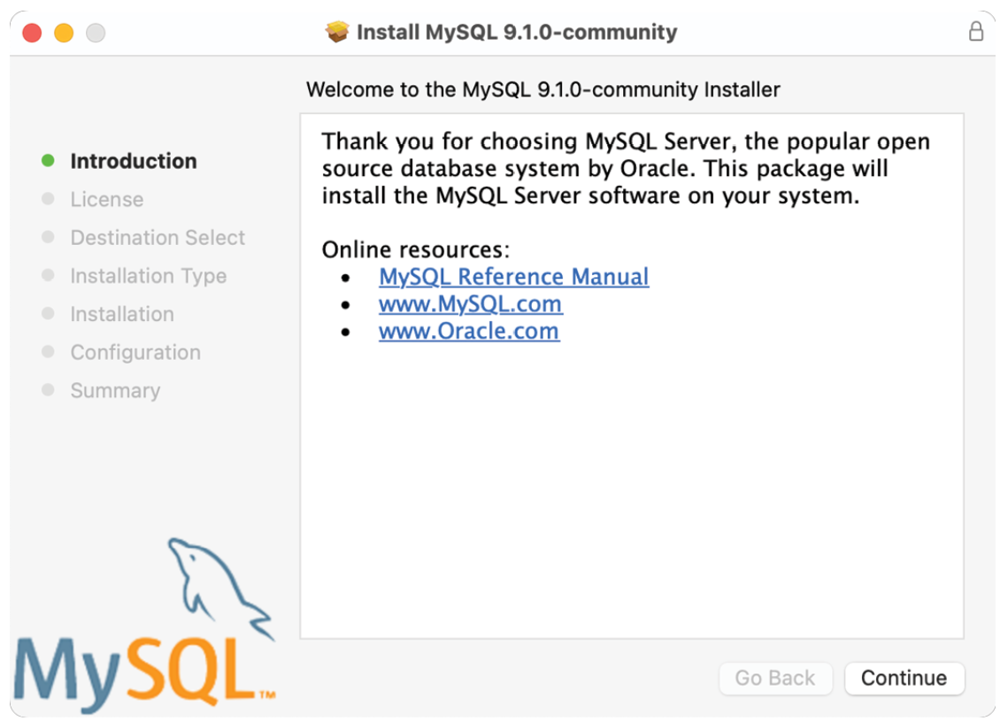 Install MySQL 9.1.0-community
Welcome to the MySQL 9.1.0-community Installer
Introduction
License
Destination Select
Installation Type
Installation
Configuration
Summary
Thank you for choosing MySQL Server, the popular open
source database system by Oracle. This package will
install the MySQL Server software on your system.
Online resources:
• MySQL Reference Manual
• www.MySQL.com
• www.Oracle.com
MySQL™
Go Back
Continue